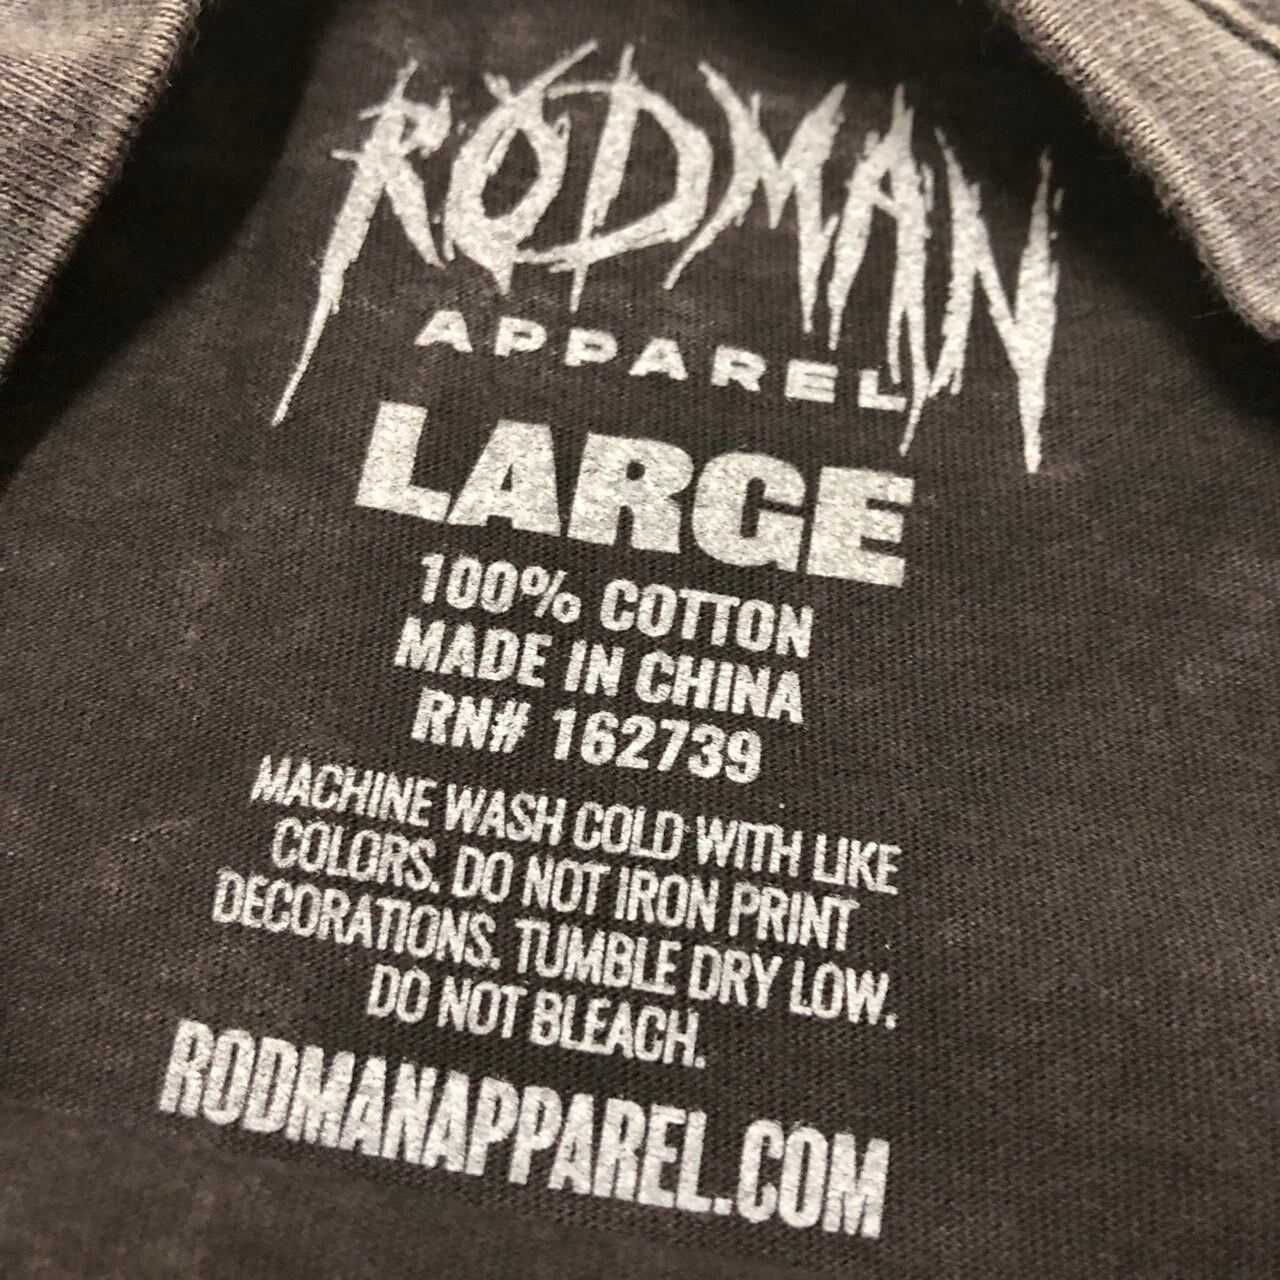 RODMAN
APPAREL
LARGE
100% COTTON
MADE IN CHINA
RN# 162739
MACHINE WASH COLD WITH LIKE
COLORS. DO NOT IRON PRINT
DECORATIONS. TUMBLE DRY LOW.
DO NOT BLEACH.
RODMANAPPAREL.COM